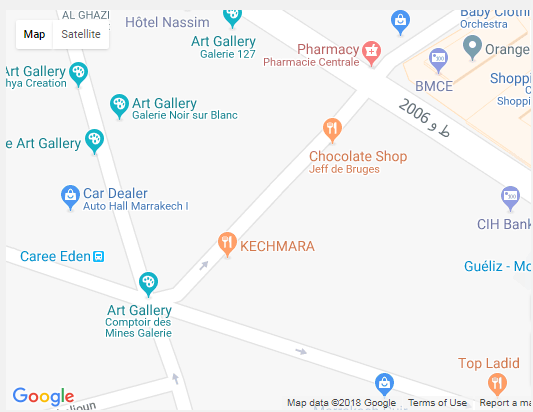 AL GHAZI
Hôtel Nassim
Baby Clothi
Orchestra
Map
Satellite
Art Gallery
Galerie 127
Pharmacy
Pharmacie Centrale
Orange
Art Gallery
hya Creation
BMCE
Shoppi
C
Shoppi
Art Gallery
Galerie Noir sur Blanc
ط و 2006
e Art Gallery
Chocolate Shop
Jeff de Bruges
Car Dealer
Auto Hall Marrakech I
CIH Bank
KECHMARA
Caree Eden
Guéliz - Mo
Art Gallery
Comptoir des
Mines Galerie
Top Ladid
Google
Map data ©2018 Google
Terms of Use
Report a ma